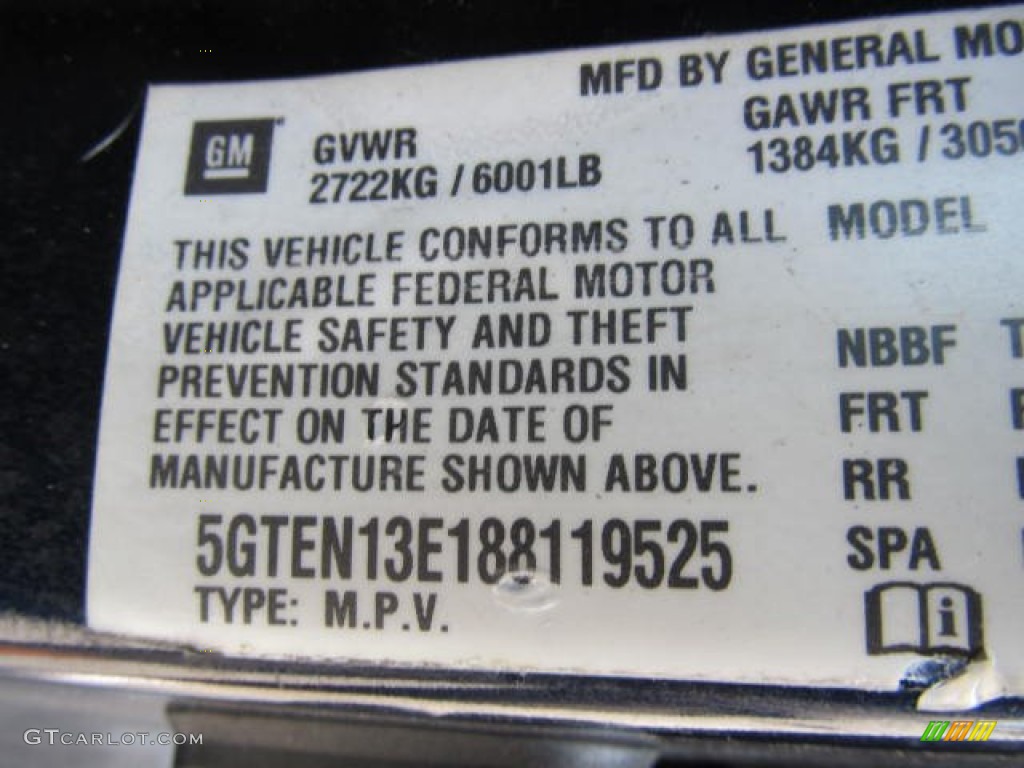 MFD BY GENERAL MO
GM
GVWR
2722KG / 6001LB
GAWR FRT
1384KG / 305
THIS VEHICLE CONFORMS TO ALL
APPLICABLE FEDERAL MOTOR
VEHICLE SAFETY AND THEFT
PREVENTION STANDARDS IN
EFFECT ON THE DATE OF
MANUFACTURE SHOWN ABOVE.
MODEL
NBBF
FRT
RR
SPA
5GTEN13E188119525
TYPE: M.P.V.
i
GTCARLOT.COM